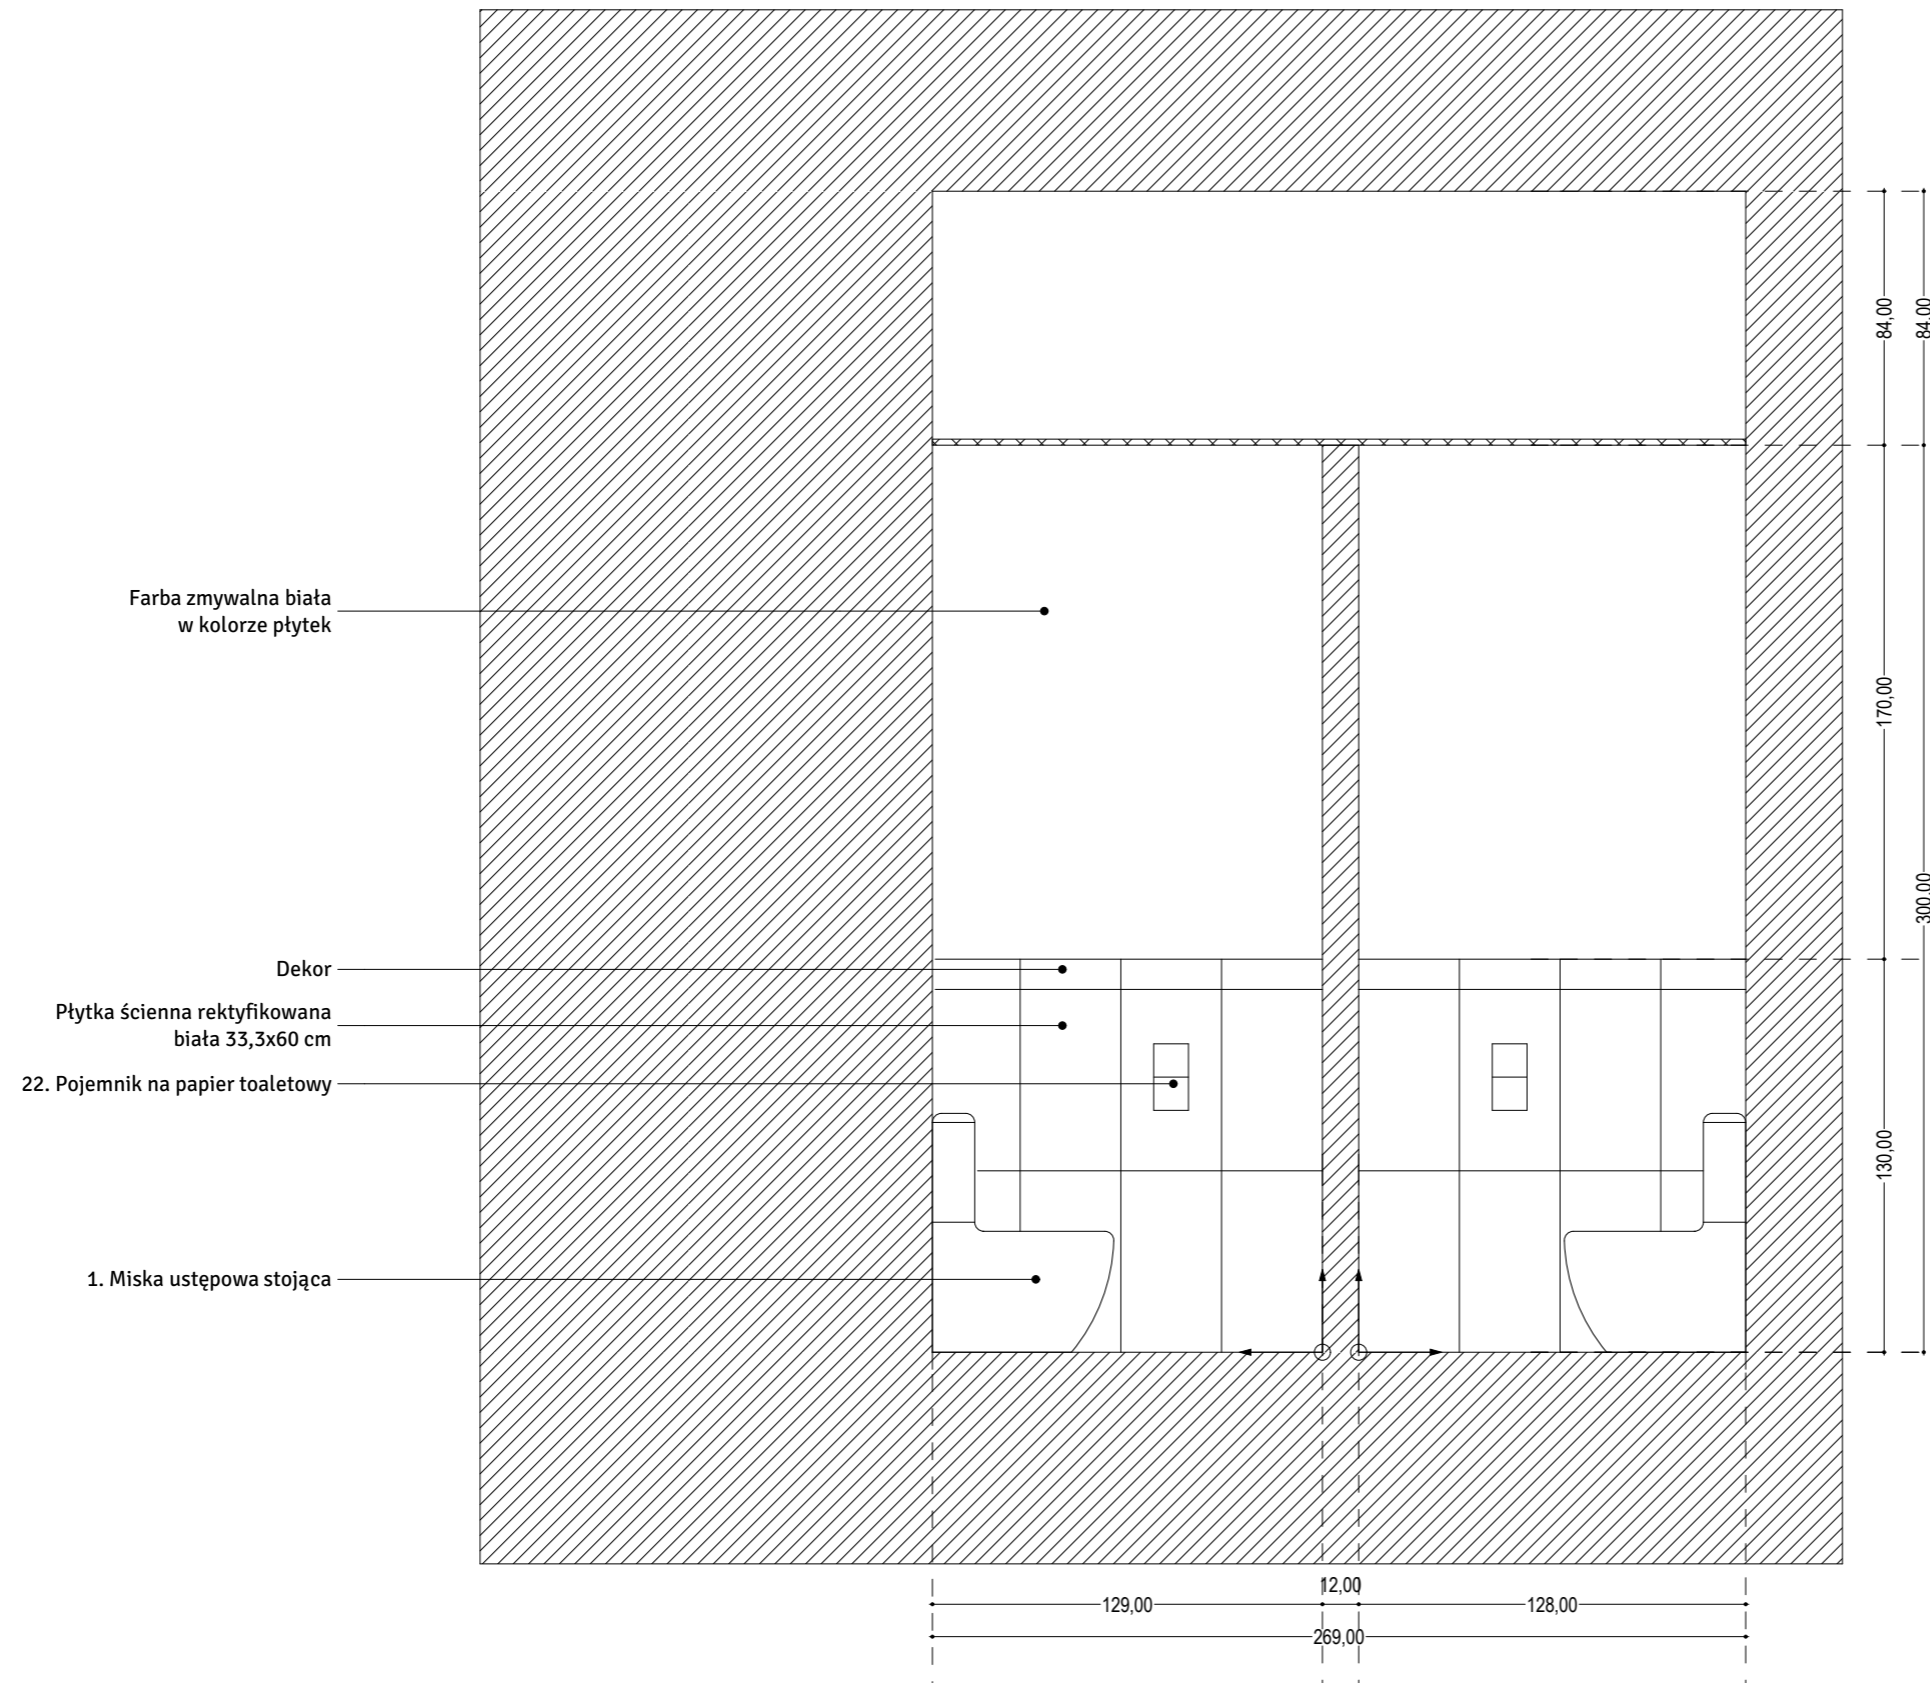 84,00
84,00
Farba zmywalna biała
w kolorze płytek
170,00
300,00
Dekor
Płytka ścienna rektyfikowana
biała 33,3x60 cm
22. Pojemnik na papier toaletowy
130,00
1. Miska ustępowa stojąca
12,00
129,00
128,00
269,00